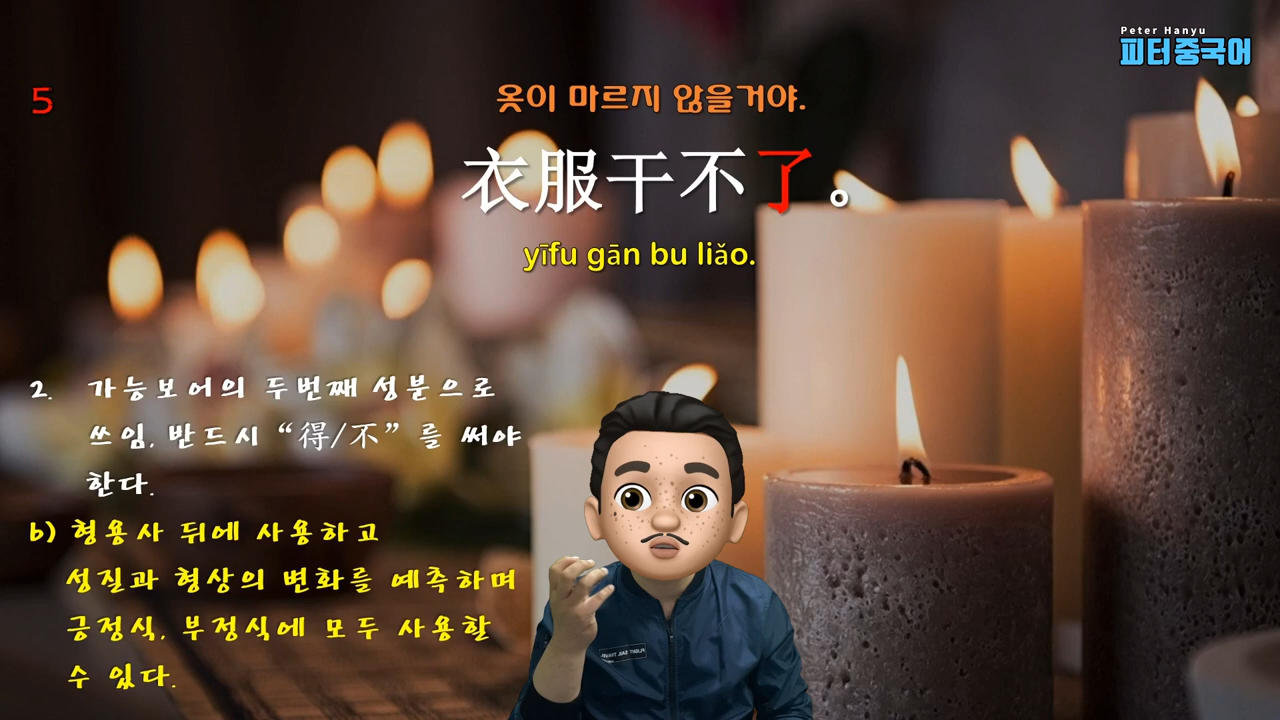 Peter Hanyu
피터 중국어
5
옷이 마르지 않을거야.
衣服干不了。
yīfu gān bu liǎo.
2. 가능보어의 두번째 성분으로
쓰임, 반드시 “得/不” 를 써야
한다.
b) 형용사 뒤에 사용하고
성질과 형상의 변화를 예측하며
긍정식, 부정식에 모두 사용할
수 있다.